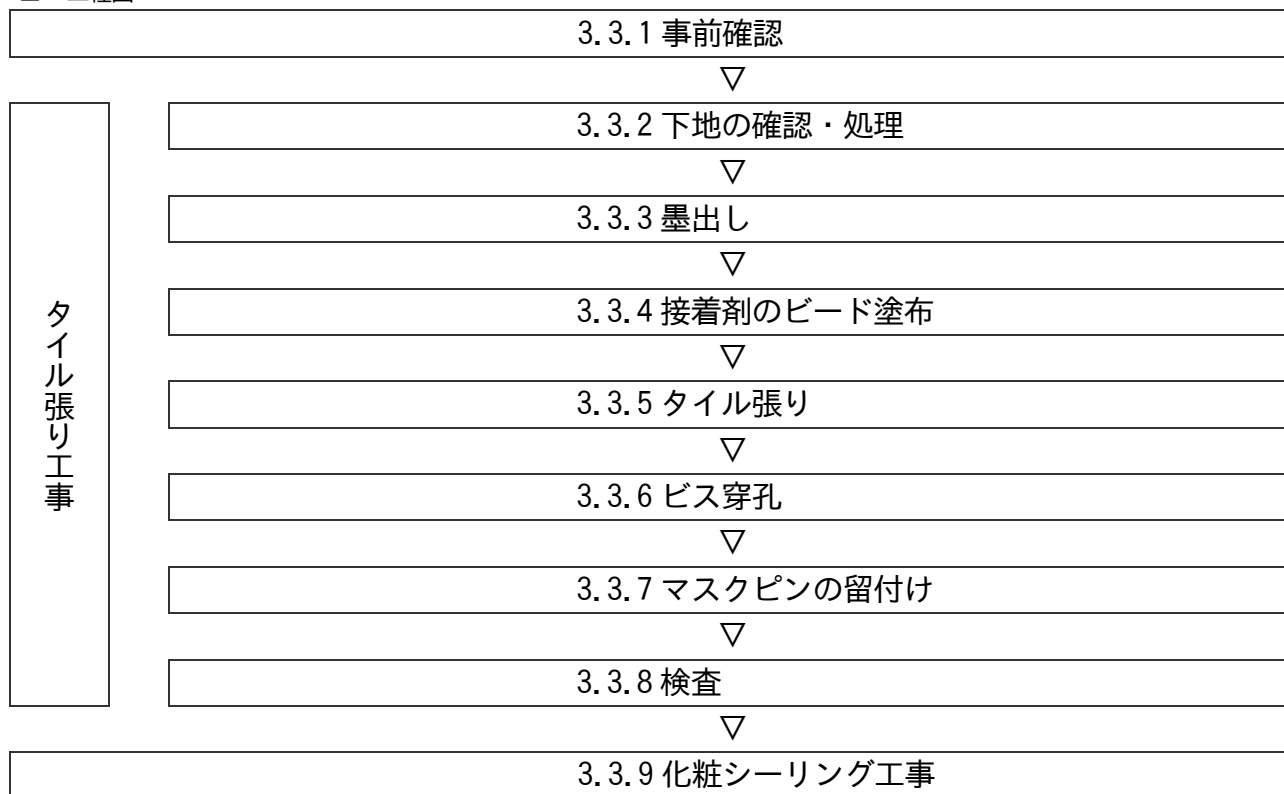 3.3.1 事前確認
▽
タイル張り工事
3.3.2 下地の確認・処理
▽
3.3.3 墨出し
▽
3.3.4 接着剤のビード塗布
▽
3.3.5 タイル張り
▽
3.3.6 ビス穿孔
▽
3.3.7 マスクピンの留付け
▽
3.3.8 検査
▽
3.3.9 化粧シーリング工事